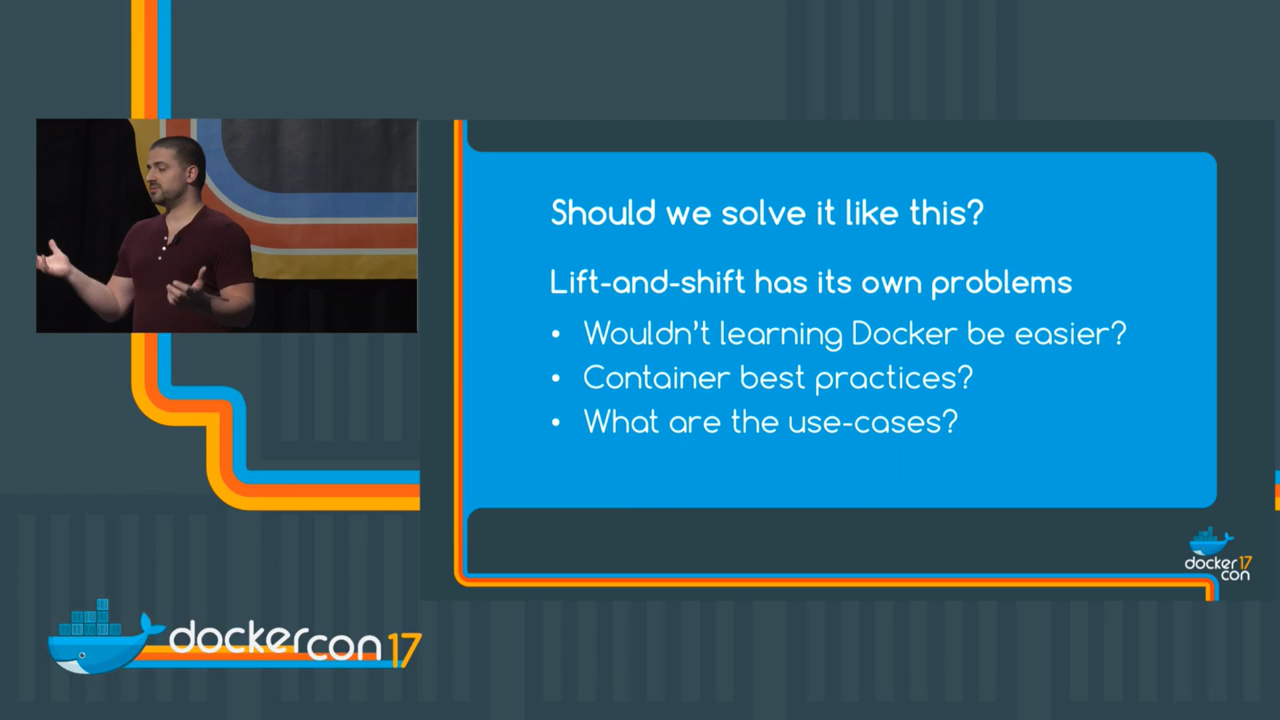 Should we solve it like this?
Lift-and-shift has its own problems
• Wouldn't learning Docker be easier?
• Container best practices?
• What are the use-cases?
docker 17
con
dockercon 17